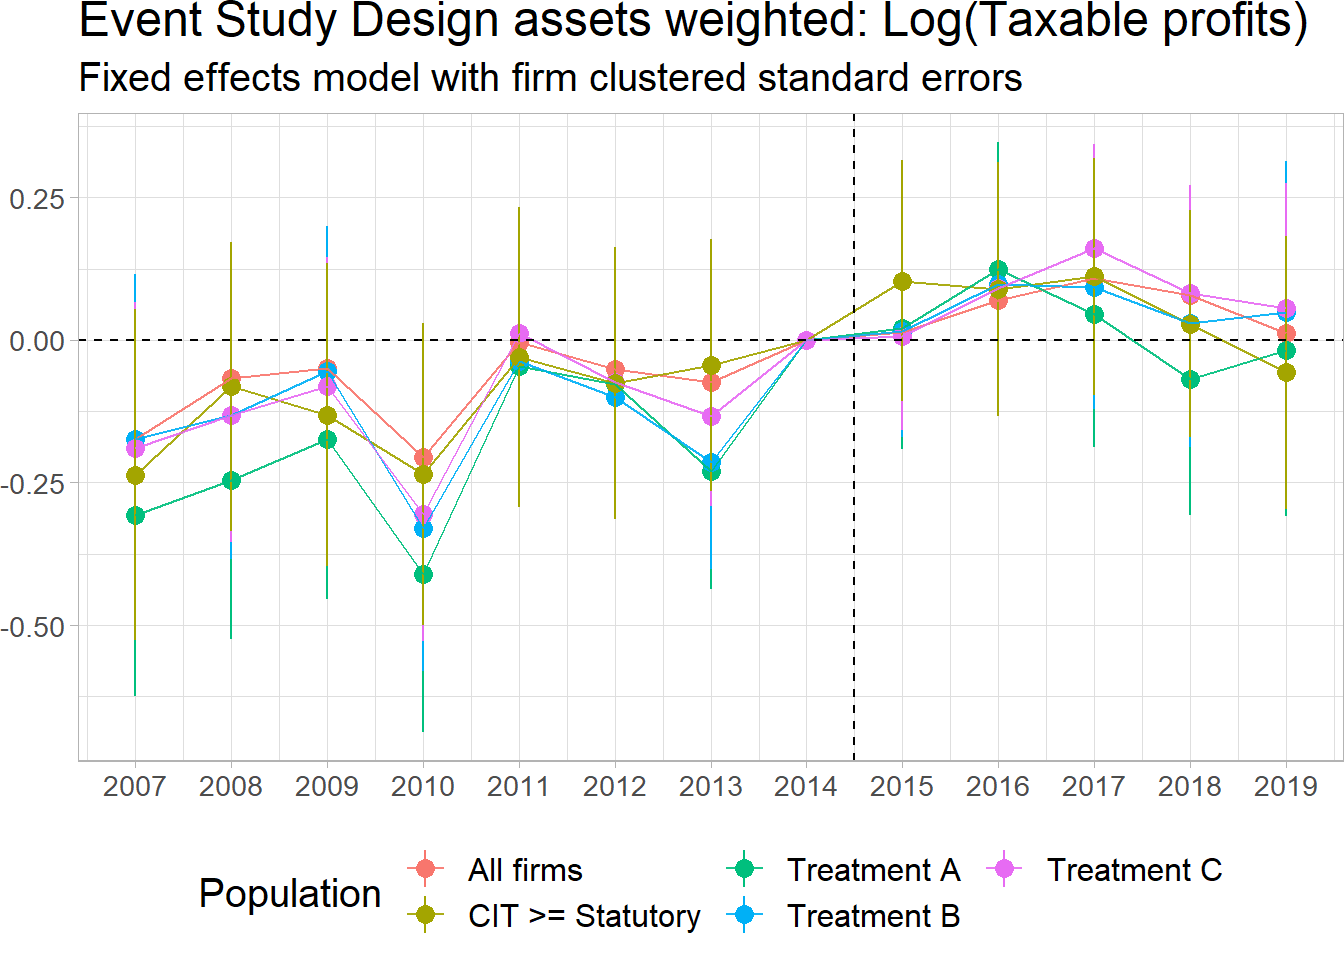 Event Study Design assets weighted: Log(Taxable profits)
Fixed effects model with firm clustered standard errors
0.25
0.00
-0.25
-0.50
2007 2008 2009 2010 2011 2012 2013 2014 2015 2016 2017 2018 2019
Population
All firms Treatment A Treatment C
CIT >= Statutory Treatment B